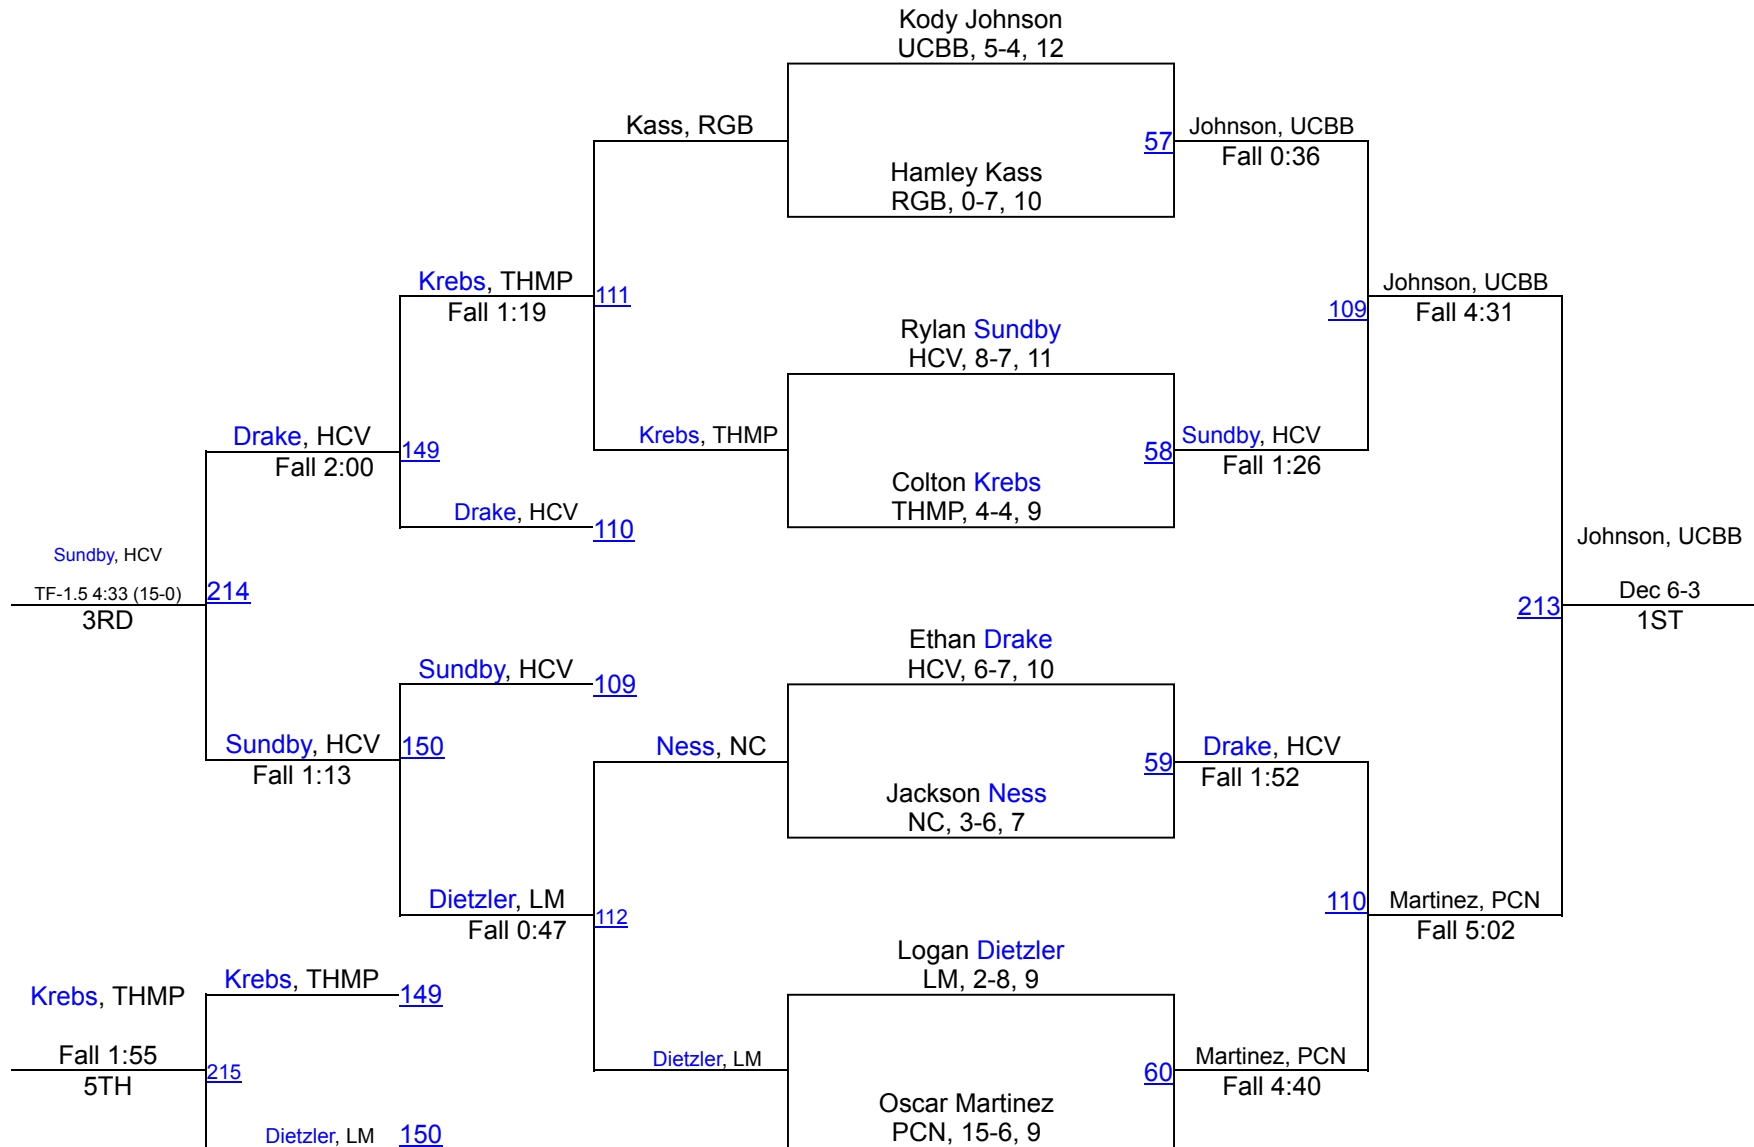 Kody Johnson
UCBB, 5-4, 12
Kass, RGB
57
Johnson, UCBB
Fall 0:36
Hamley Kass
RGB, 0-7, 10
Krebs, THMP
Fall 1:19
111
Johnson, UCBB
Fall 4:31
109
Rylan Sundby
HCV, 8-7, 11
Drake, HCV
Fall 2:00
149
Krebs, THMP
58
Sundby, HCV
Fall 1:26
Colton Krebs
THMP, 4-4, 9
Drake, HCV
110
Sundby, HCV
TF-1.5 4:33 (15-0)
3RD
214
Johnson, UCBB
Dec 6-3
1ST
213
Ethan Drake
HCV, 6-7, 10
Sundby, HCV
109
Sundby, HCV
Fall 1:13
150
Ness, NC
59
Drake, HCV
Fall 1:52
Jackson Ness
NC, 3-6, 7
Dietzler, LM
Fall 0:47
112
110
Martinez, PCN
Fall 5:02
Logan Dietzler
LM, 2-8, 9
Krebs, THMP
Krebs, THMP
149
Fall 1:55
5TH
215
Dietzler, LM
60
Martinez, PCN
Fall 4:40
Oscar Martinez
PCN, 15-6, 9
Dietzler, LM
150